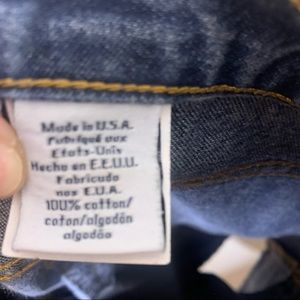 Made in U.S.A.
Fabriqué aux
États-Unis
Hecho en E.E.U.U.
Fabricado
nos E.U.A.
100% cotton/
coton/algodón
algodão